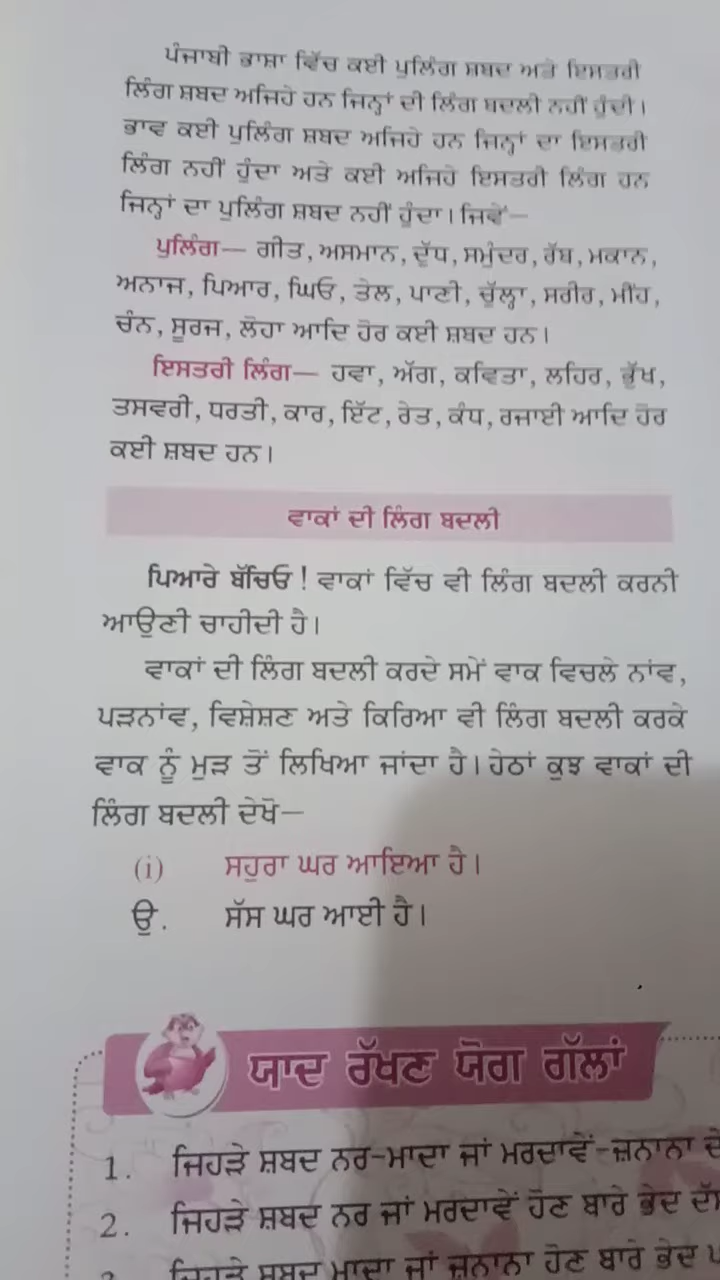 ਪੰਜਾਬੀ ਭਾਸ਼ਾ ਵਿੱਚ ਕਈ ਪੁਲਿੰਗ ਸ਼ਬਦ ਅਤੇ ਇਸਤਰੀ
ਲਿੰਗ ਸ਼ਬਦ ਅਜਿਹੇ ਹਨ ਜਿਨ੍ਹਾਂ ਦੀ ਲਿੰਗ ਬਦਲੀ ਨਹੀਂ ਹੁੰਦੀ।
ਭਾਵ ਕਈ ਪੁਲਿੰਗ ਸ਼ਬਦ ਅਜਿਹੇ ਹਨ ਜਿਨ੍ਹਾਂ ਦਾ ਇਸਤਰੀ
ਲਿੰਗ ਨਹੀਂ ਹੁੰਦਾ ਅਤੇ ਕਈ ਅਜਿਹੇ ਇਸਤਰੀ ਲਿੰਗ ਹਨ
ਜਿਨ੍ਹਾਂ ਦਾ ਪੁਲਿੰਗ ਸ਼ਬਦ ਨਹੀਂ ਹੁੰਦਾ। ਜਿਵੇਂ—
ਪੁਲਿੰਗ— ਗੀਤ, ਅਸਮਾਨ, ਦੁੱਧ, ਸਮੁੰਦਰ, ਰੱਬ, ਮਕਾਨ,
ਅਨਾਜ, ਪਿਆਰ, ਘਿਓ, ਤੇਲ, ਪਾਣੀ, ਚੁੱਲ੍ਹਾ, ਸਰੀਰ, ਮੀਂਹ,
ਚੰਨ, ਸੂਰਜ, ਲੋਹਾ ਆਦਿ ਹੋਰ ਕਈ ਸ਼ਬਦ ਹਨ।
ਇਸਤਰੀ ਲਿੰਗ— ਹਵਾ, ਅੱਗ, ਕਵਿਤਾ, ਲਹਿਰ, ਭੁੱਖ,
ਤਸਵਰੀ, ਧਰਤੀ, ਕਾਰ, ਇੱਟ, ਰੇਤ, ਕੰਧ, ਰਜਾਈ ਆਦਿ ਹੋਰ
ਕਈ ਸ਼ਬਦ ਹਨ।
ਵਾਕਾਂ ਦੀ ਲਿੰਗ ਬਦਲੀ
ਪਿਆਰੇ ਬੱਚਿਓ ! ਵਾਕਾਂ ਵਿੱਚ ਵੀ ਲਿੰਗ ਬਦਲੀ ਕਰਨੀ
ਆਉਣੀ ਚਾਹੀਦੀ ਹੈ।
ਵਾਕਾਂ ਦੀ ਲਿੰਗ ਬਦਲੀ ਕਰਦੇ ਸਮੇਂ ਵਾਕ ਵਿਚਲੇ ਨਾਂਵ,
ਪੜਨਾਂਵ, ਵਿਸ਼ੇਸ਼ਣ ਅਤੇ ਕਿਰਿਆ ਵੀ ਲਿੰਗ ਬਦਲੀ ਕਰਕੇ
ਵਾਕ ਨੂੰ ਮੁੜ ਤੋਂ ਲਿਖਿਆ ਜਾਂਦਾ ਹੈ। ਹੇਠਾਂ ਕੁਝ ਵਾਕਾਂ ਦੀ
ਲਿੰਗ ਬਦਲੀ ਦੇਖੋ—
(i) ਸਹੁਰਾ ਘਰ ਆਇਆ ਹੈ।
ਉ. ਸੱਸ ਘਰ ਆਈ ਹੈ।
ਯਾਦ ਰੱਖਣ ਯੋਗ ਗੱਲਾਂ
1. ਜਿਹੜੇ ਸ਼ਬਦ ਨਰ-ਮਾਦਾ ਜਾਂ ਮਰਦਾਵੇਂ-ਜ਼ਨਾਨਾ
2. ਜਿਹੜੇ ਸ਼ਬਦ ਨਰ ਜਾਂ ਮਰਦਾਵੇਂ ਹੋਣ ਬਾਰੇ ਭੇਦ
ਜਿਹੜੇ ਸ਼ਬਦ ਮਾਦਾ ਜਾਂ ਜ਼ਨਾਨਾ ਹੋਣ ਬਾਰੇ ਭੇਦ